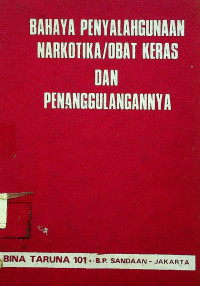 BAHAYA PENYALAHGUNAAN
NARKOTIKA/OBAT KERAS
DAN
PENANGGULANGANNYA
BINA TARUNA 101 - B.P. SANDAAN - JAKARTA